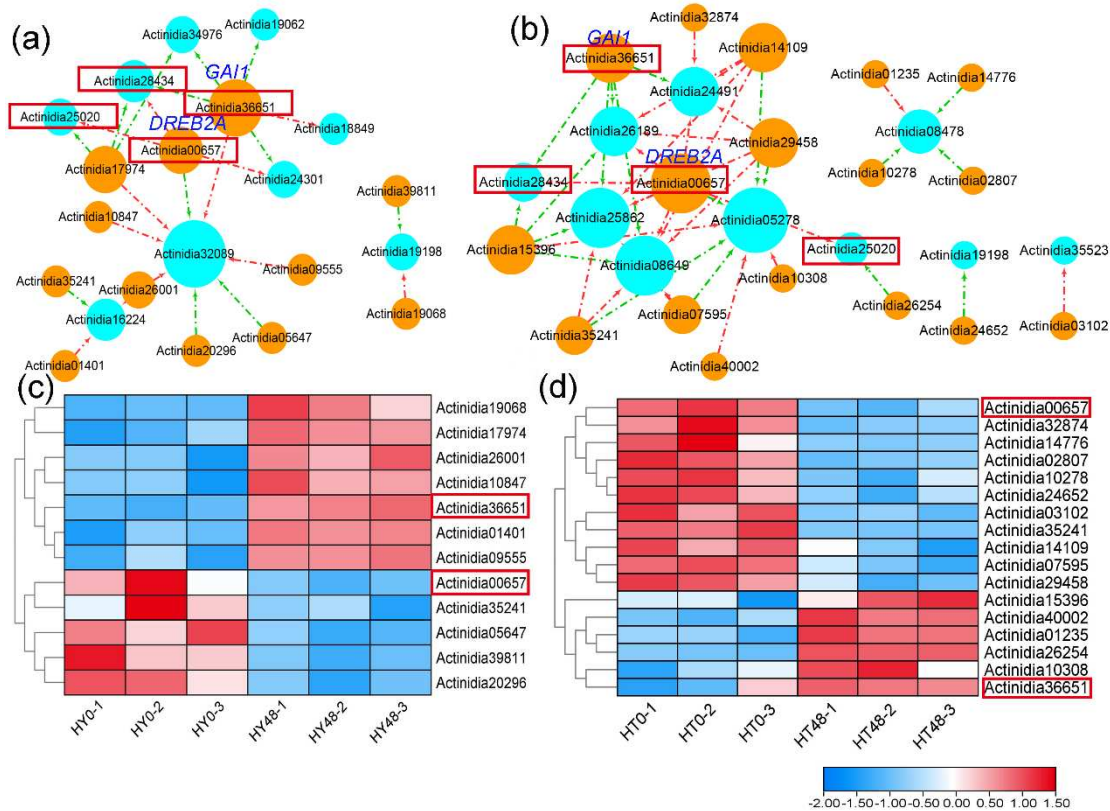 (a)
Actinidia34976
Actinidia19062
Actinidia28434
GAI1
Actinidia36651
Actinidia25020
DREB2A
Actinidia18849
Actinidia00657
Actinidia17974
Actinidia24301
Actinidia39811
Actinidia10847
Actinidia32089
Actinidia19198
Actinidia09555
Actinidia35241
Actinidia26001
Actinidia16224
Actinidia19068
Actinidia05647
Actinidia20296
Actinidia01401
(b)
Actinidia32874
GAI1
Actinidia36651
Actinidia14109
Actinidia01235
Actinidia14776
Actinidia24491
Actinidia26189
Actinidia29458
Actinidia08478
DREB2A
Actinidia28434
Actinidia00657
Actinidia10278
Actinidia02807
Actinidia25862
Actinidia05278
Actinidia15396
Actinidia25020
Actinidia08649
Actinidia19198
Actinidia35523
Actinidia10308
Actinidia26254
Actinidia07595
Actinidia35241
Actinidia24652
Actinidia03102
Actinidia40002
(c)
Actinidia19068
Actinidia17974
Actinidia26001
Actinidia10847
Actinidia36651
Actinidia01401
Actinidia09555
Actinidia00657
Actinidia35241
Actinidia05647
Actinidia39811
Actinidia20296
HY0-1 HY0-2 HY0-3 HY48-1 HY48-2 HY48-3
(d)
Actinidia00657
Actinidia32874
Actinidia14776
Actinidia02807
Actinidia10278
Actinidia24652
Actinidia03102
Actinidia35241
Actinidia14109
Actinidia07595
Actinidia29458
Actinidia15396
Actinidia40002
Actinidia01235
Actinidia26254
Actinidia10308
Actinidia36651
HT0-1 HT0-2 HT0-3 HT48-1 HT48-2 HT48-3
-2.00 -1.50 -1.00 -0.50 0.00 0.50 1.00 1.50